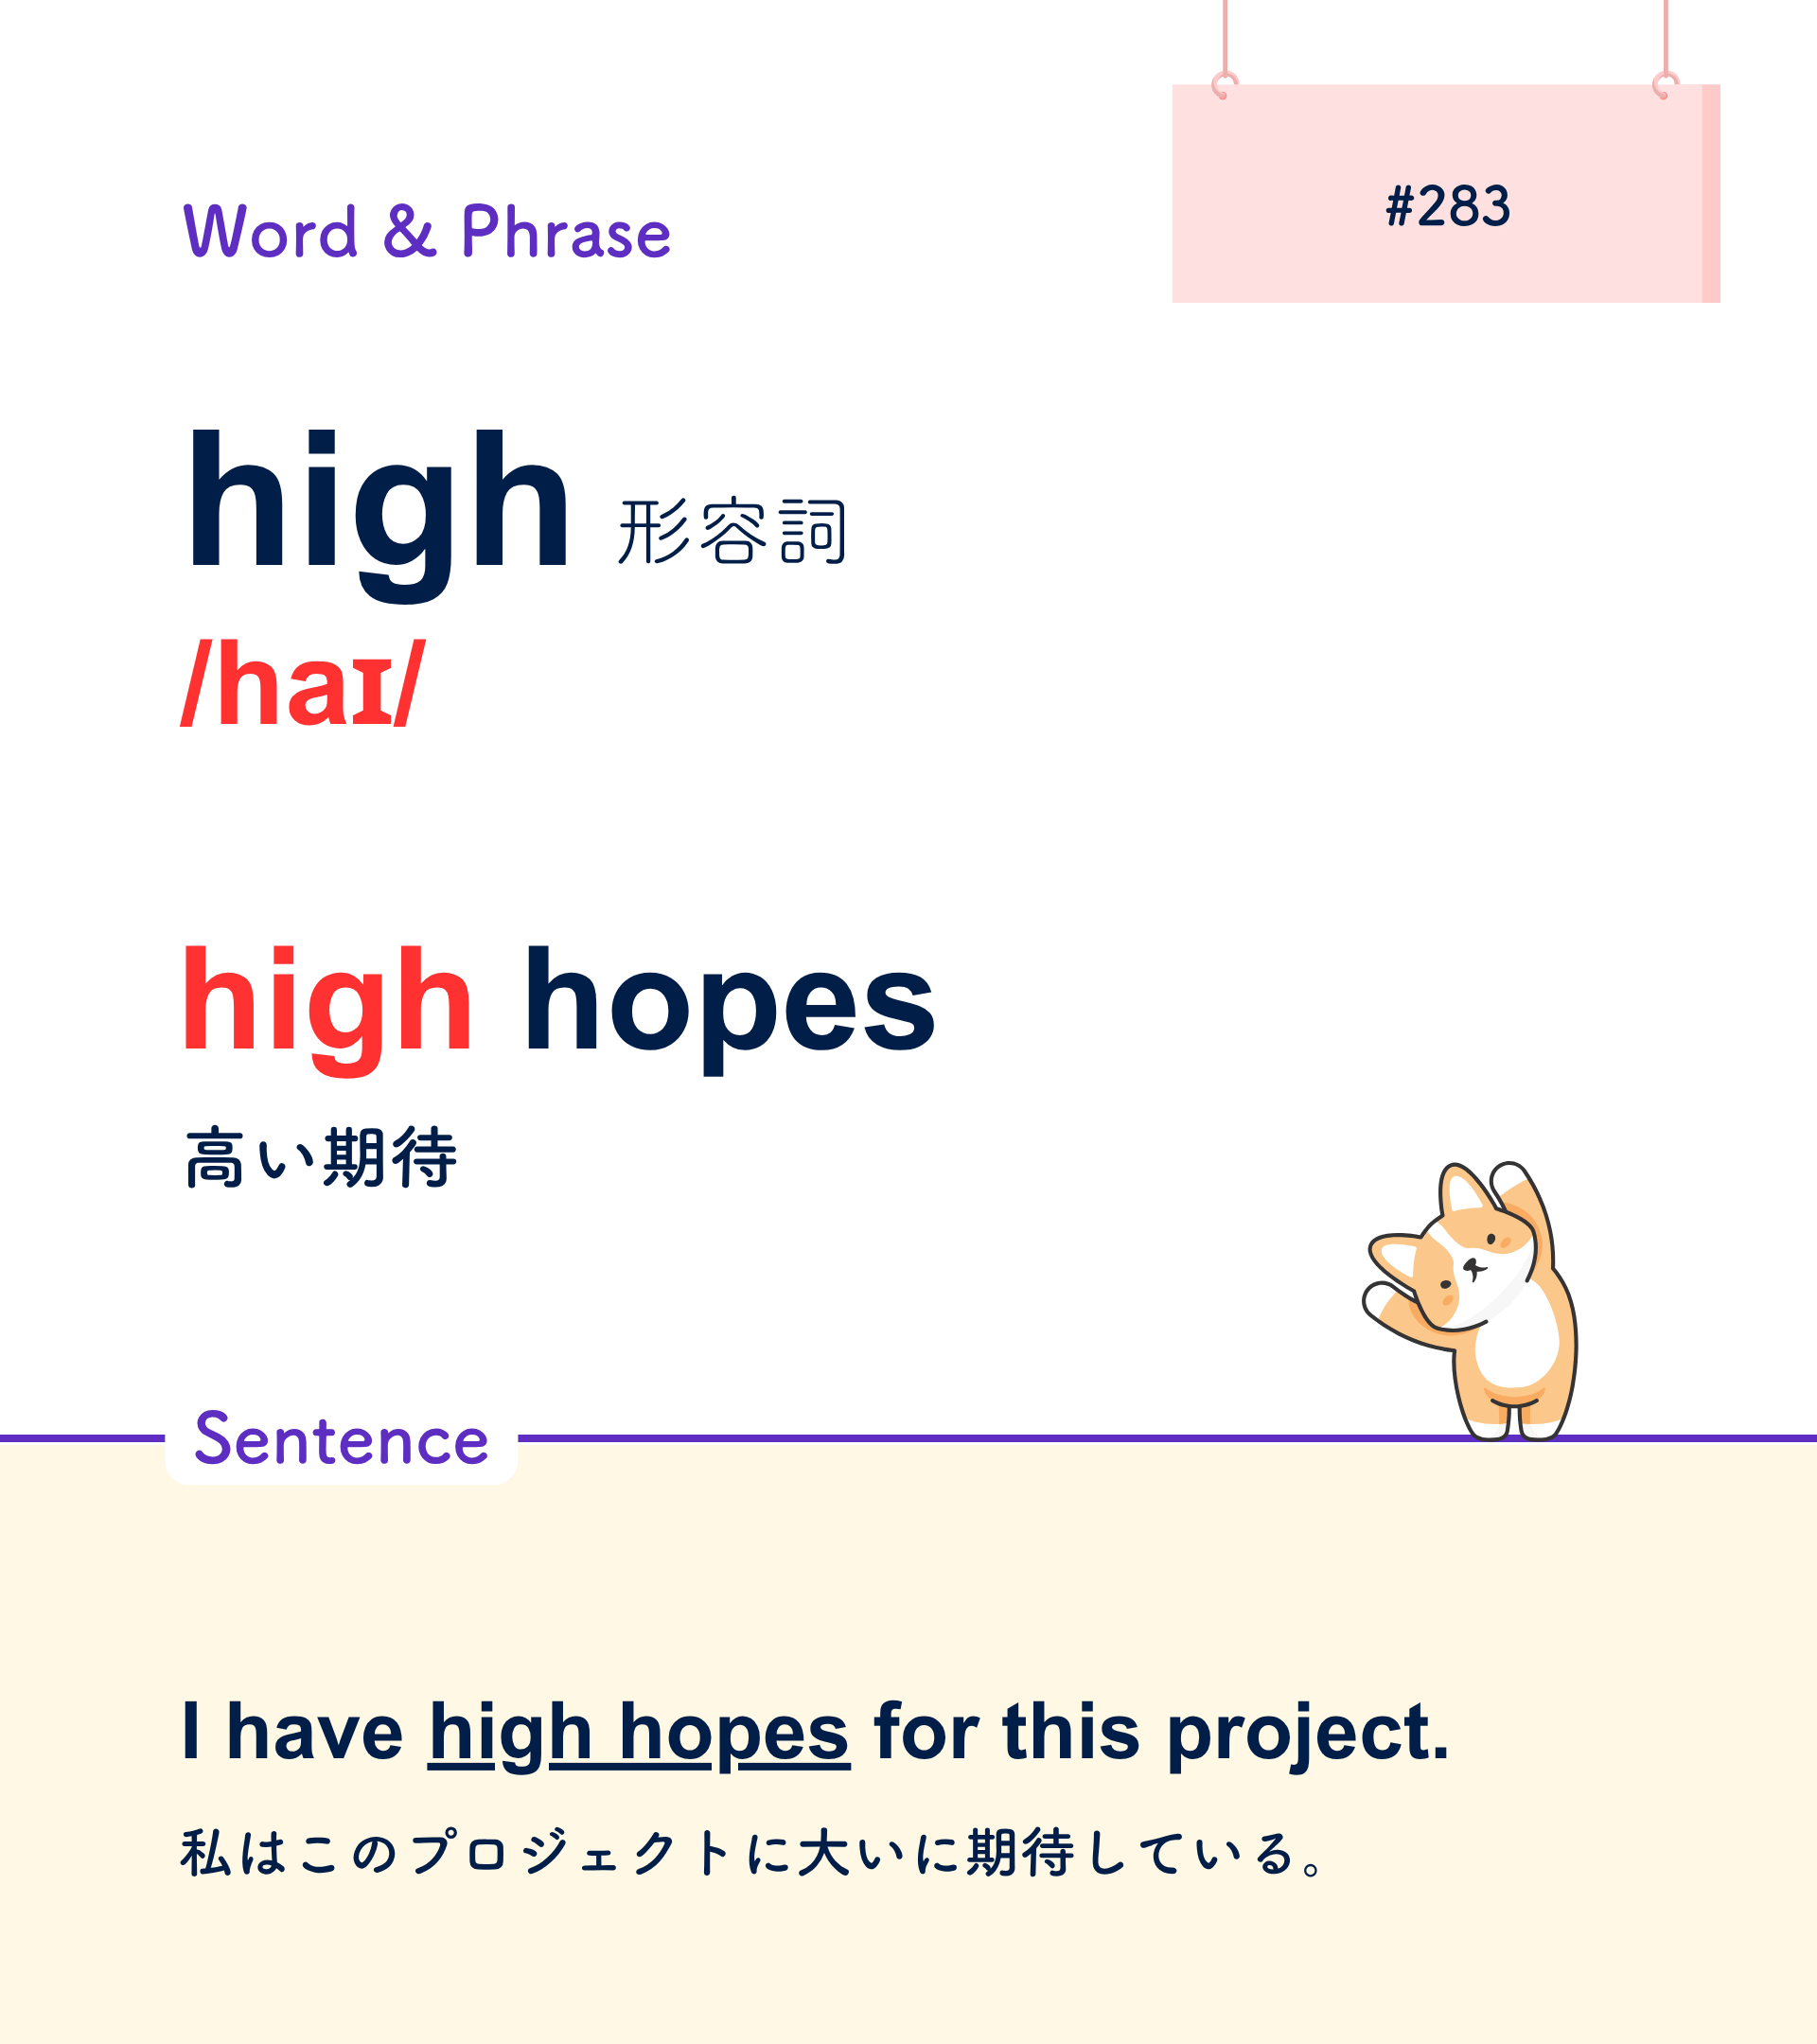 #283
Word & Phrase
high 形容詞
/haɪ/
high hopes
高い期待
Sentence
I have high hopes for this project.
私はこのプロジェクトに大いに期待している。